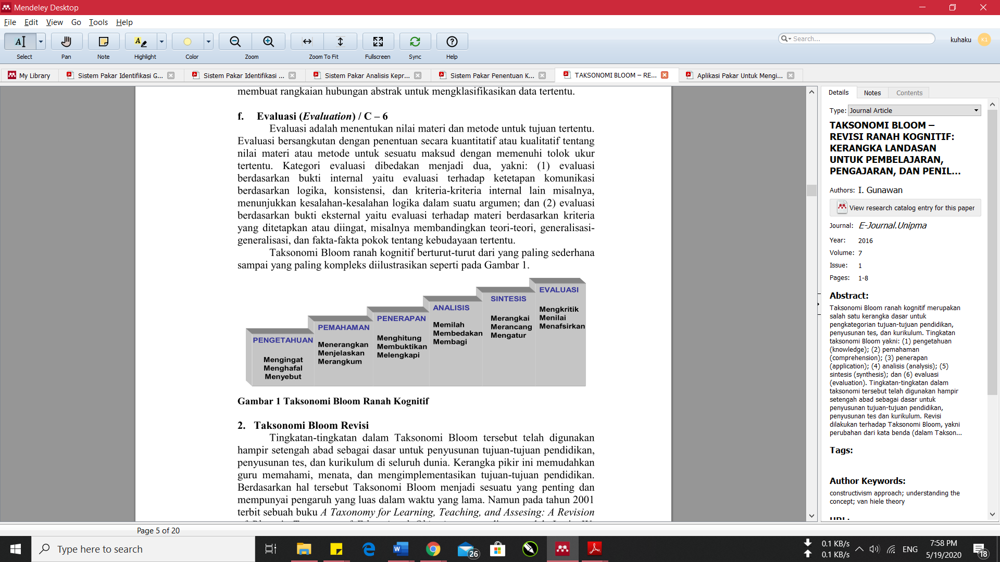 Mendeley Desktop
File Edit View Go Tools Help
Select Pan Note Highlight Color Zoom Zoom To Fit Fullscreen Sync Help
Search...
kuhaku K1
My Library
Sistem Pakar Identifikasi G...
Sistem Pakar Identifikasi ...
Sistem Pakar Analisis Kepr...
Sistem Pakar Penentuan K...
TAKSONOMI BLOOM – RE...
Aplikasi Pakar Untuk Mengi...
membuat rangkaian hubungan abstrak untuk mengklasifikasikan data tertentu.
f. Evaluasi (Evaluation) / C – 6
Evaluasi adalah menentukan nilai materi dan metode untuk tujuan tertentu.
Evaluasi bersangkutan dengan penentuan secara kuantitatif atau kualitatif tentang
nilai materi atau metode untuk sesuatu maksud dengan memenuhi tolok ukur
tertentu. Kategori evaluasi dibedakan menjadi dua, yakni: (1) evaluasi
berdasarkan bukti internal yaitu evaluasi terhadap ketetapan komunikasi
berdasarkan logika, konsistensi, dan kriteria-kriteria internal lain misalnya,
menunjukkan kesalahan-kesalahan logika dalam suatu argumen; dan (2) evaluasi
berdasarkan bukti eksternal yaitu evaluasi terhadap materi berdasarkan kriteria
yang ditetapkan atau diingat, misalnya membandingkan teori-teori, generalisasi-
generalisasi, dan fakta-fakta pokok tentang kebudayaan tertentu.
Taksonomi Bloom ranah kognitif berturut-turut dari yang paling sederhana
sampai yang paling kompleks diilustrasikan seperti pada Gambar 1.
PENGETAHUAN
Mengingat
Menghafal
Menyebut
PEMAHAMAN
Menerangkan
Menjelaskan
Merangkum
PENERAPAN
Menghitung
Membuktikan
Melengkapi
ANALISIS
Memilah
Membedakan
Membagi
SINTESIS
Merangkai
Merancang
Mengatur
EVALUASI
Mengkritik
Menilai
Menafsirkan
Gambar 1 Taksonomi Bloom Ranah Kognitif
2. Taksonomi Bloom Revisi
Tingkatan-tingkatan dalam Taksonomi Bloom tersebut telah digunakan
hampir setengah abad sebagai dasar untuk penyusunan tujuan-tujuan pendidikan,
penyusunan tes, dan kurikulum di seluruh dunia. Kerangka pikir ini memudahkan
guru memahami, menata, dan mengimplementasikan tujuan-tujuan pendidikan.
Berdasarkan hal tersebut Taksonomi Bloom menjadi sesuatu yang penting dan
mempunyai pengaruh yang luas dalam waktu yang lama. Namun pada tahun 2001
terbit sebuah buku A Taxonomy for Learning, Teaching, and Assesing: A Revision
Page 5 of 20
Details Notes Contents
Type: Journal Article
TAKSONOMI BLOOM –
REVISI RANAH KOGNITIF:
KERANGKA LANDASAN
UNTUK PEMBELAJARAN,
PENGAJARAN, DAN PENIL...
Authors: I. Gunawan
View research catalog entry for this paper
Journal: E-Journal.Unipma
Year: 2016
Volume: 7
Issue: 1
Pages: 1-8
Abstract:
Taksonomi Bloom ranah kognitif merupakan
salah satu kerangka dasar untuk
pengkategorian tujuan-tujuan pendidikan,
penyusunan tes, dan kurikulum. Tingkatan
taksonomi Bloom yakni: (1) pengetahuan
(knowledge); (2) pemahaman
(comprehension); (3) penerapan
(application); (4) analisis (analysis); (5)
sintesis (synthesis); dan (6) evaluasi
(evaluation). Tingkatan-tingkatan dalam
taksonomi tersebut telah digunakan hampir
setengah abad sebagai dasar untuk
penyusunan tujuan-tujuan pendidikan,
penyusunan tes dan kurikulum. Revisi
dilakukan terhadap Taksonomi Bloom, yakni
perubahan dari kata benda (dalam Takson...
Tags:
Author Keywords:
constructivism approach; understanding the
concept; van hiele theory
Type here to search
26
0.1 KB/s
0.1 KB/s
ENG
7:58 PM
5/19/2020
18